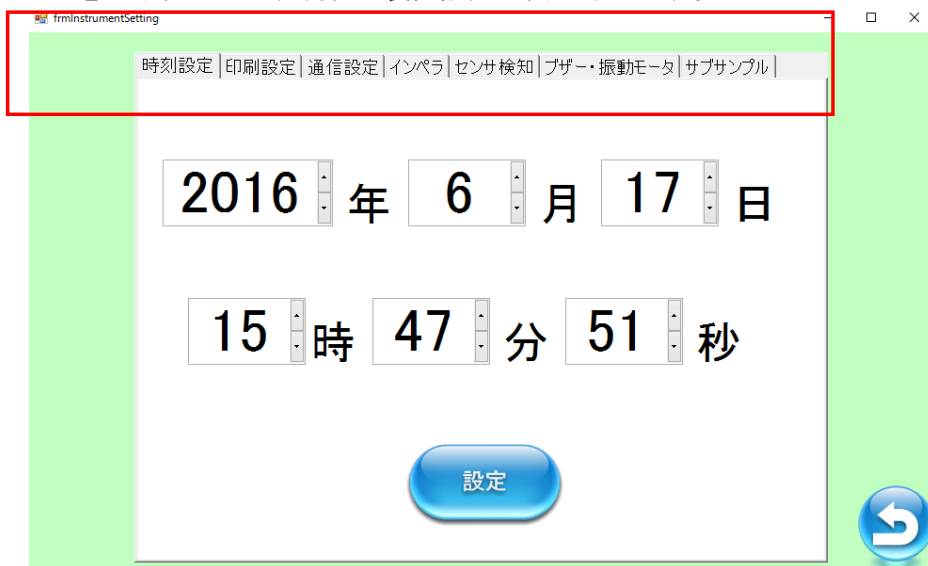 frmInstrumentSetting
時刻設定 印刷設定 通信設定 インペラ センサ検知 ブザー・振動モータ サブサンプル
2016 年 6 月 17 日
15 時 47 分 51 秒
設定